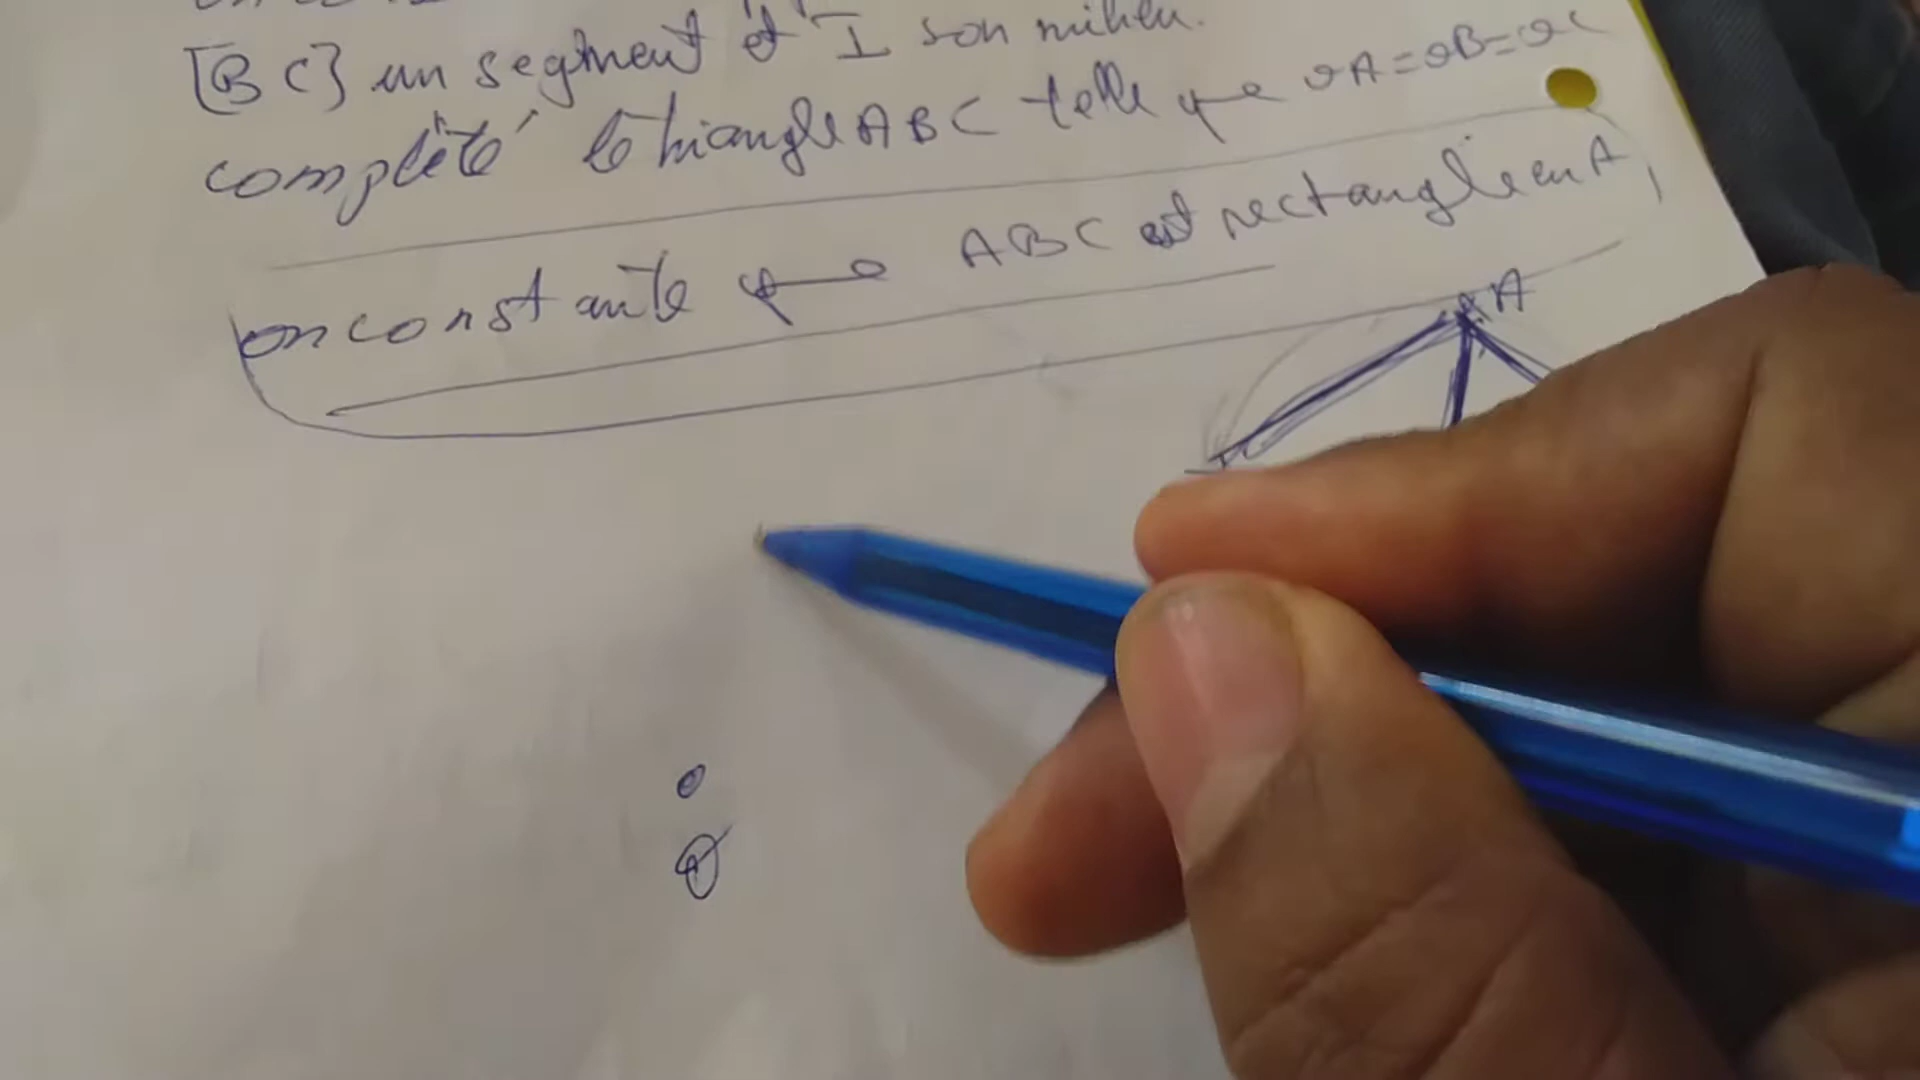 [BC] un segment et I son milieu.
complété le triangle ABC telle que OA=OB=OC
on constante que ABC est rectangle en A
A